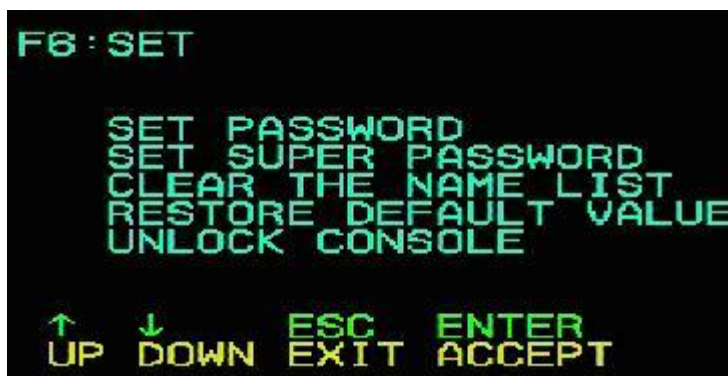 F6:SET
SET PASSWORD
SET SUPER PASSWORD
CLEAR THE NAME LIST
RESTORE DEFAULT VALUE
UNLOCK CONSOLE
↑ ↓ ESC ENTER
UP DOWN EXIT ACCEPT